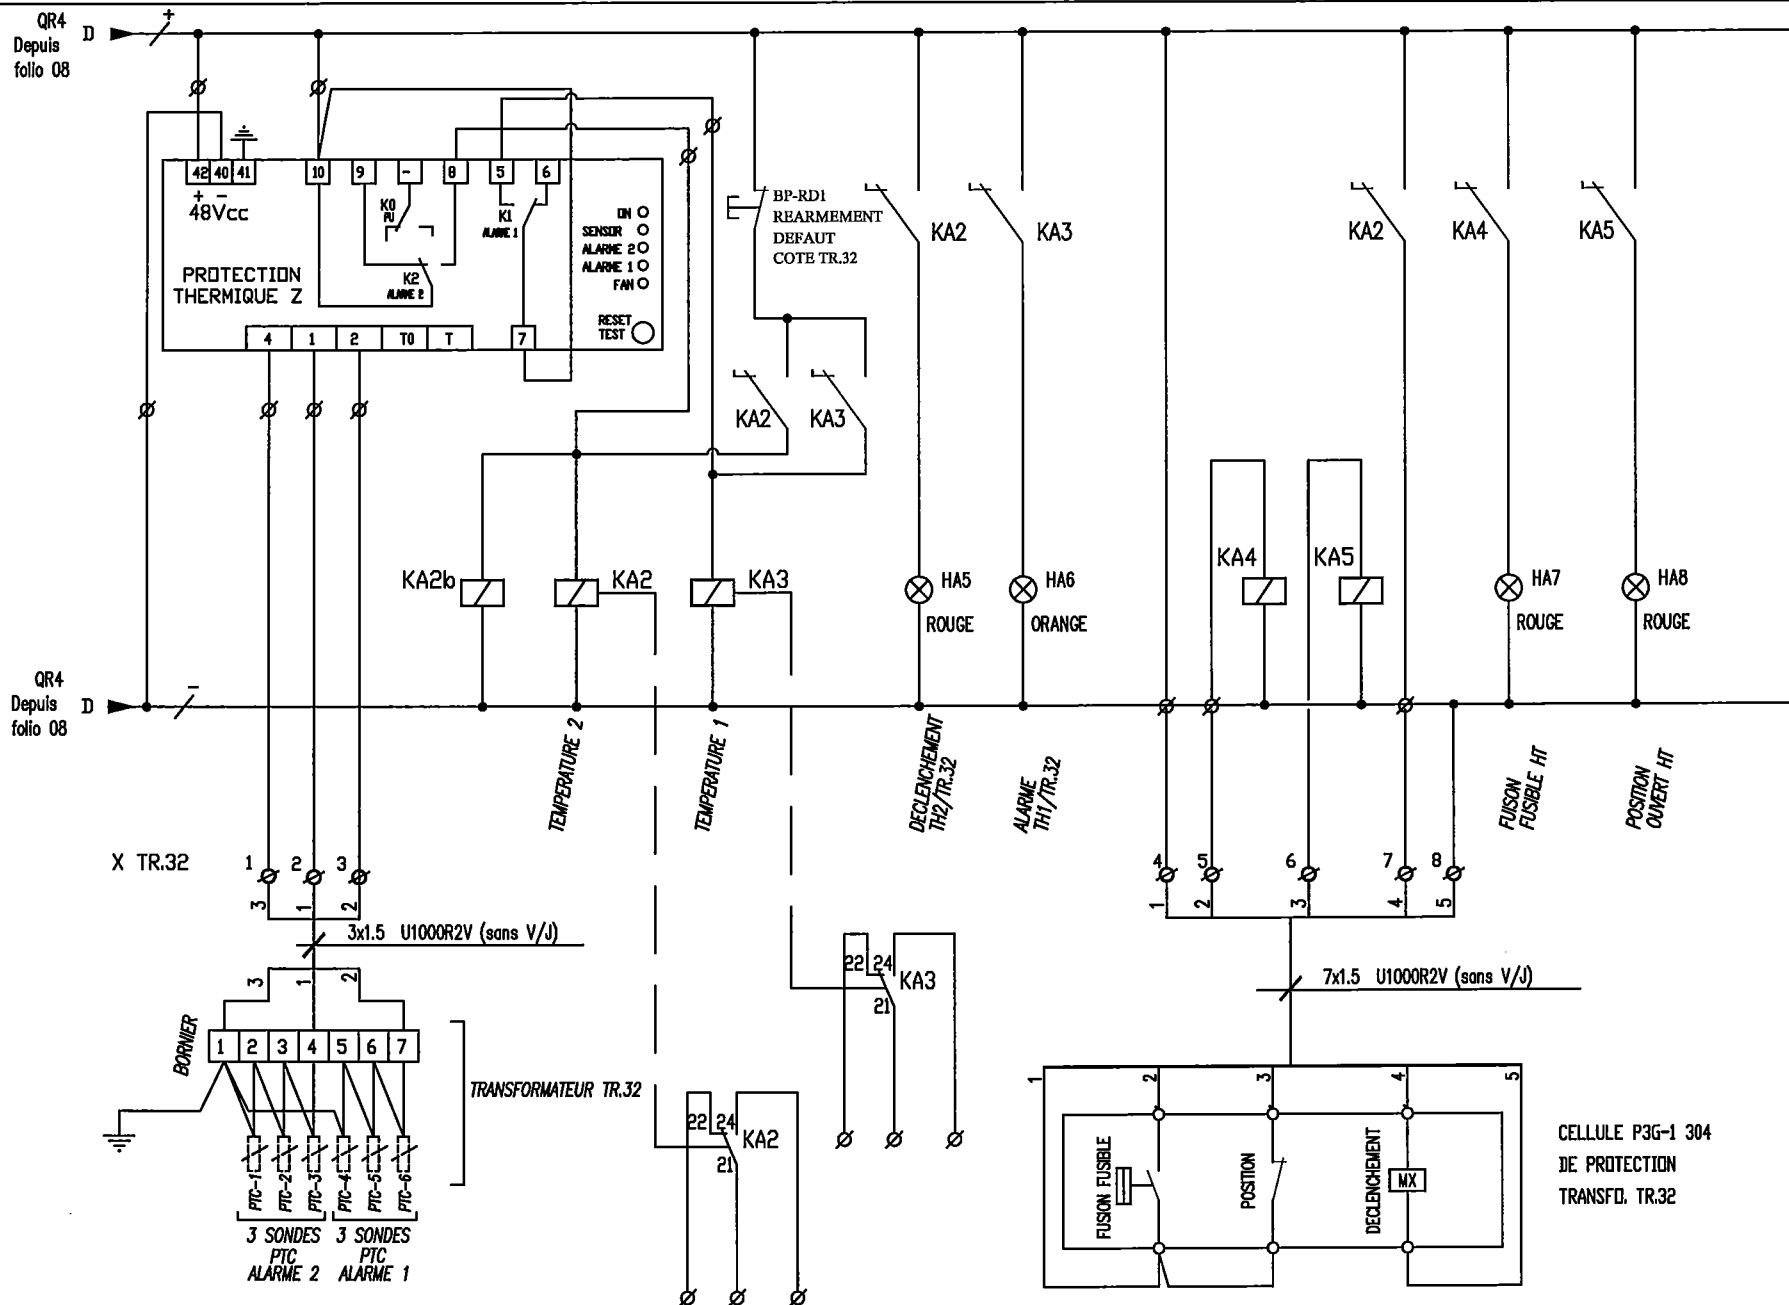 QR4
Depuis
folio 08
D
+
42
40
41
10
9
-
8
5
6
+ -
48Vcc
K0
PU
K1
ALARME 1
K2
ALARME 2
PROTECTION
THERMIQUE Z
ON
SENSOR
ALARME 2
ALARME 1
FAN
RESET
TEST
4
1
2
T0
T
7
BP-RD1
REARMEMENT
DEFAUT
COTE TR.32
KA2
KA3
KA2
KA4
KA5
KA2
KA3
KA2b
KA2
KA3
HA5
ROUGE
HA6
ORANGE
KA4
KA5
HA7
ROUGE
HA8
ROUGE
QR4
Depuis
folio 08
D
-
TEMPERATURE 2
TEMPERATURE 1
DECLENCHEMENT
TH2/TR.32
ALARME
TH1/TR.32
FUISON
FUSIBLE HT
POSITION
OUVERT HT
X TR.32
1
2
3
3
1
2
3x1.5 U1000R2V (sans V/J)
3
1
2
BORNIER
1
2
3
4
5
6
7
TRANSFORMATEUR TR.32
PTC-1
PTC-2
PTC-3
PTC-4
PTC-5
PTC-6
3 SONDES
PTC
ALARME 2
3 SONDES
PTC
ALARME 1
22
24
21
KA2
22
24
21
KA3
4
5
6
7
8
1
2
3
4
5
7x1.5 U1000R2V (sans V/J)
1
2
3
4
5
FUSION FUSIBLE
POSITION
DECLENCHEMENT
MX
CELLULE P3G-1 304
DE PROTECTION
TRANSFO. TR.32